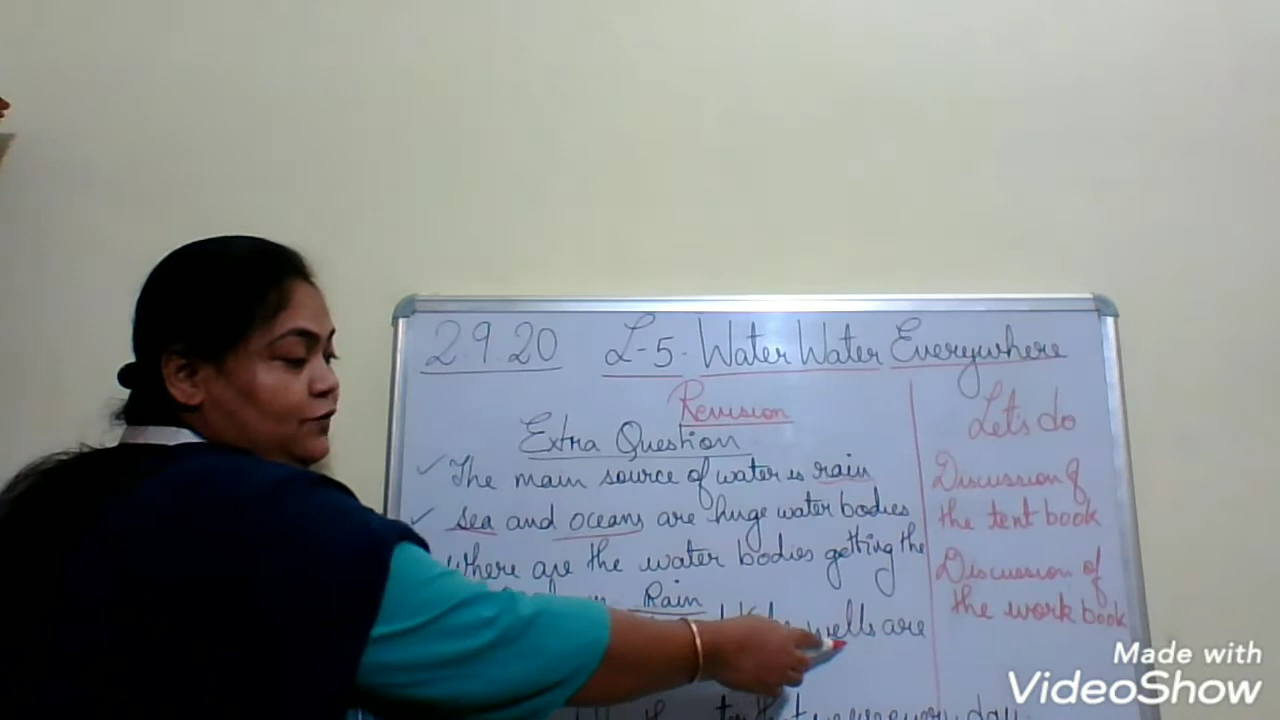 2.9.20 L-5. Water Water Everywhere
Revision
Extra Question
✓ The main source of water is rain
✓ sea and oceans are huge water bodies
where are the water bodies getting the
Rain
wells are
day
Let's do
Discussion of
the text book
Discussion of
the work book
Made with
VideoShow